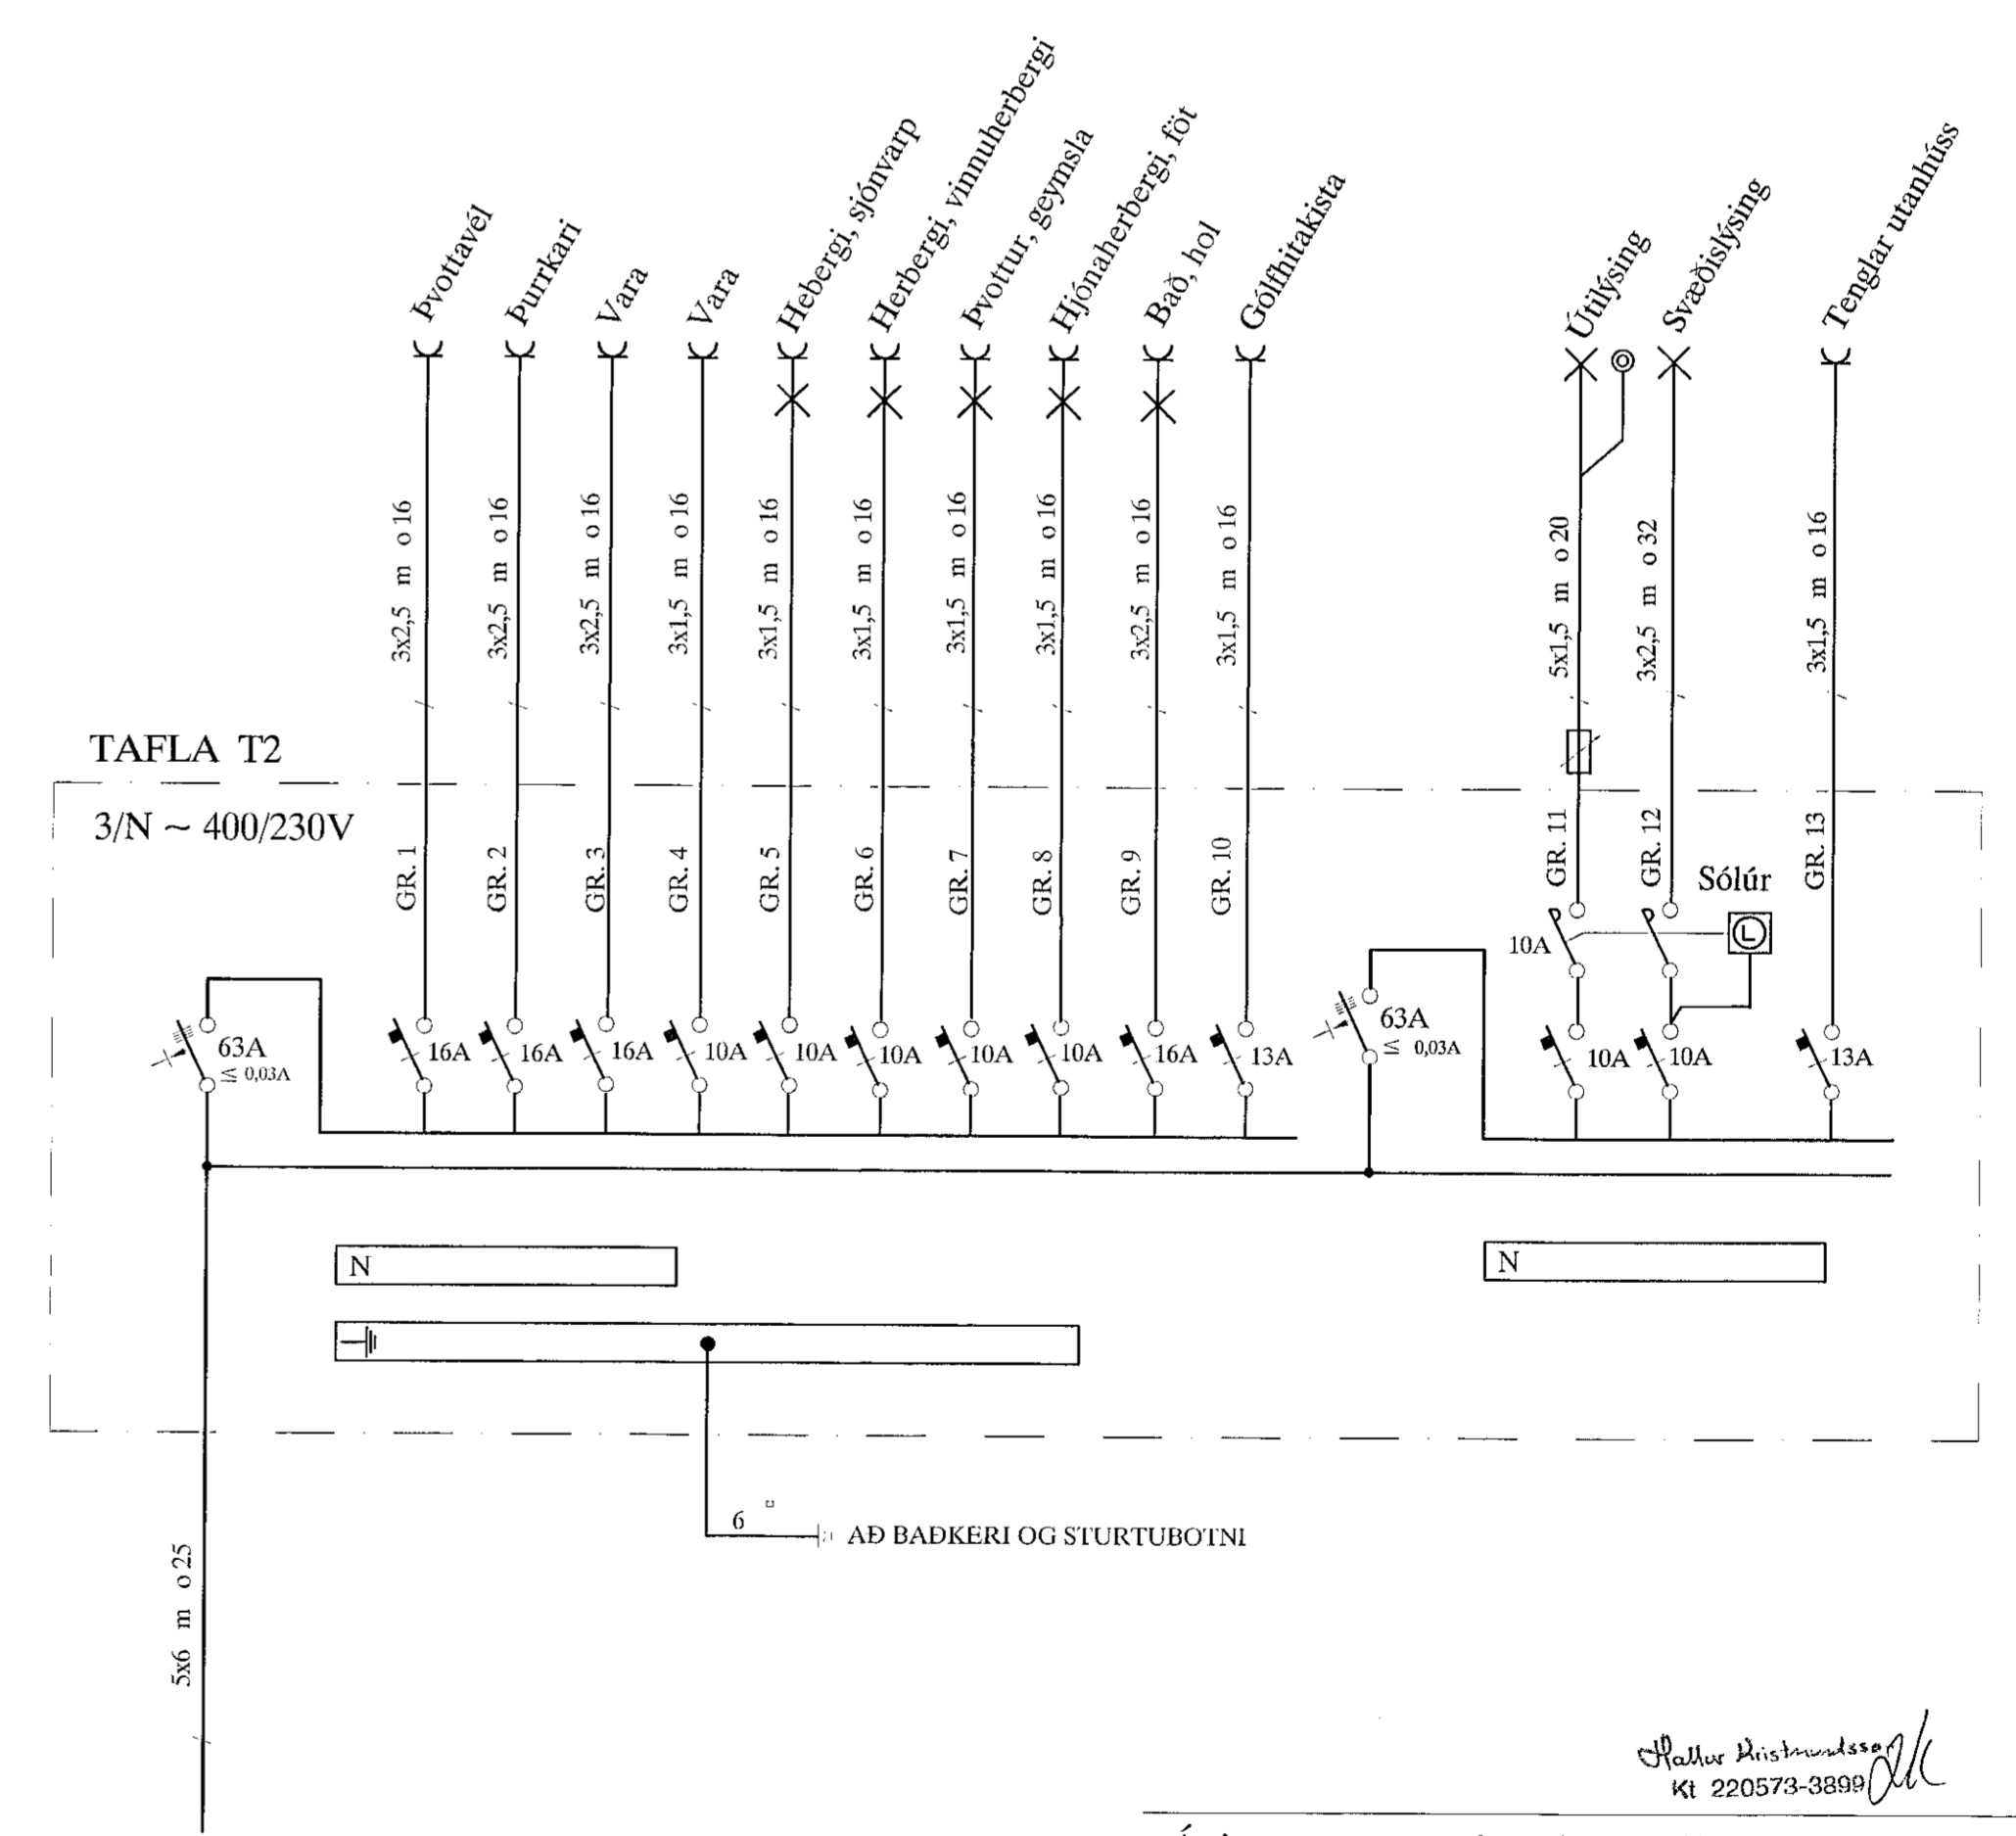 Þvottavél
Þurrkari
Vara
Vara
Hebergi, sjónvarp
Herbergi, vinnuherbergi
Þvottur, geymsla
Hjónaherbergi, föt
Bað, hol
Gólfhitakista
Útilýsing
Svæðislýsing
Tenglar utanhúss
3x2,5 m o 16
3x2,5 m o 16
3x2,5 m o 16
3x1,5 m o 16
3x1,5 m o 16
3x1,5 m o 16
3x1,5 m o 16
3x1,5 m o 16
3x2,5 m o 16
3x1,5 m o 16
5x1,5 m o 20
3x2,5 m o 32
3x1,5 m o 16
TAFLA T2
3/N ~ 400/230V
GR. 1
GR. 2
GR. 3
GR. 4
GR. 5
GR. 6
GR. 7
GR. 8
GR. 9
GR. 10
GR. 11
GR. 12
GR. 13
Sólúr
10A
L
63A
≤ 0,03A
16A
16A
16A
10A
10A
10A
10A
10A
16A
13A
63A
≤ 0,03A
10A
10A
13A
N
N
6
AÐ BAÐKERI OG STURTUBOTNI
5x6 m o 25
Hallur Kristmundsson
Kt 220573-3899